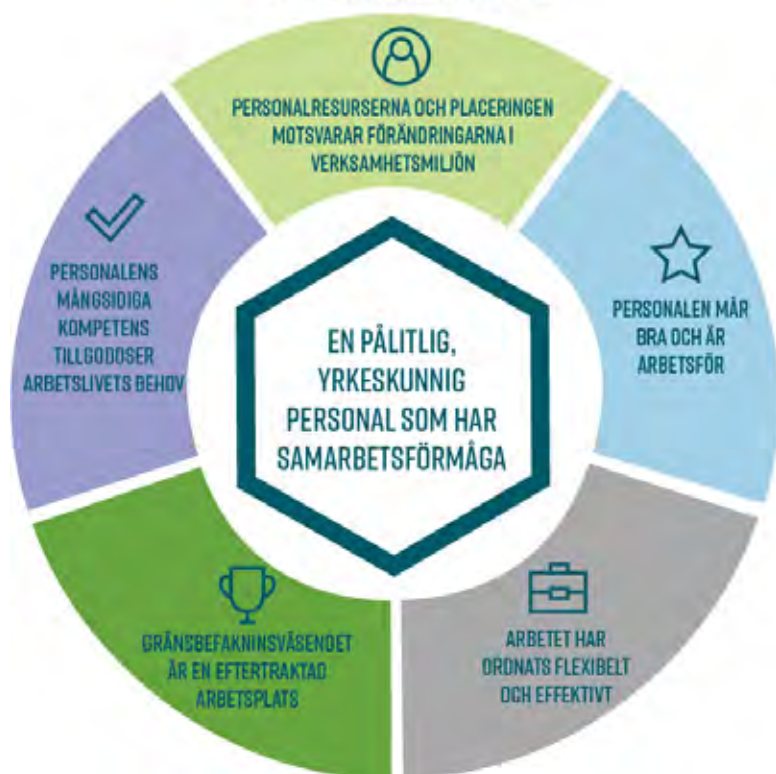 PERSONALRESURSERNA OCH PLACERINGEN
MOTSVARAR FÖRÄNDRINGARNA I
VERKSAMHETSMILJÖN
PERSONALEN MÅR
BRA OCH ÄR
ARBETSFÖR
ARBETET HAR
ORDNATS FLEXIBELT
OCH EFFEKTIVT
GRÄNSBEFAKNINSVÄSENDET
ÄR EN EFTERTRAKTAD
ARBETSPLATS
PERSONALENS
MÅNGSIDIGA
KOMPETENS
TILLGODOSER
ARBETSLIVETS BEHOV
EN PÅLITLIG,
YRKESKUNNIG
PERSONAL SOM HAR
SAMARBETSFÖRMÅGA